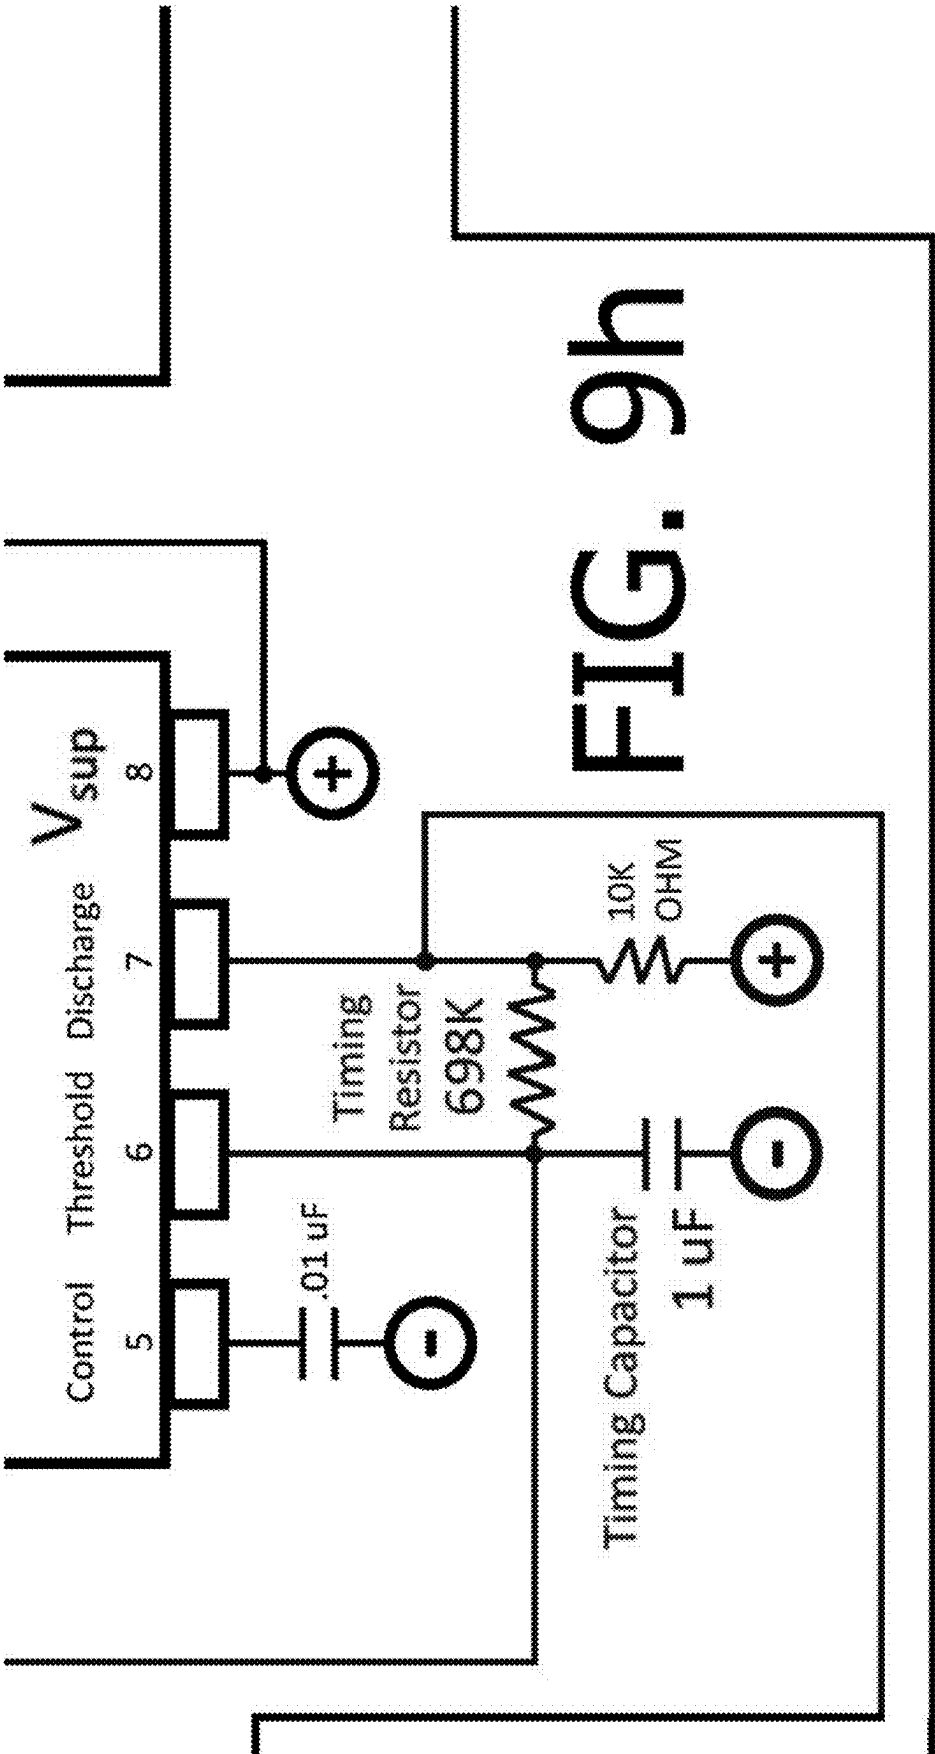 Control Threshold Discharge Vsup
5 6 7 8
.01 uF
Timing
Resistor
698K
+
-
10K
OHM
Timing Capacitor
1 uF
-
+
FIG. 9h